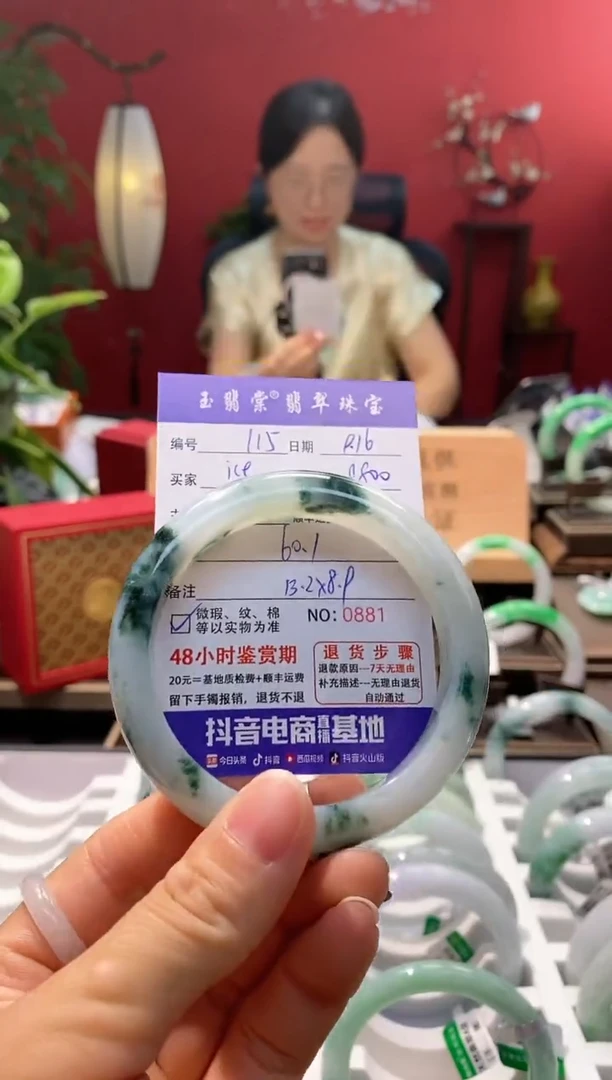 玉翡棠®翡翠珠宝
编号 115 日期 816
买家 ice
60.1
备注 13.2x8.9
微瑕、纹、棉
等以实物为准
NO: 0881
48小时鉴赏期
20元=基地质检费+顺丰运费
留下手镯报销，退货不退
退货步骤
退款原因---7天无理由
补充描述---无理由退货
自动通过
抖音电商直播基地
今日头条 抖音 西瓜视频 抖音火山版